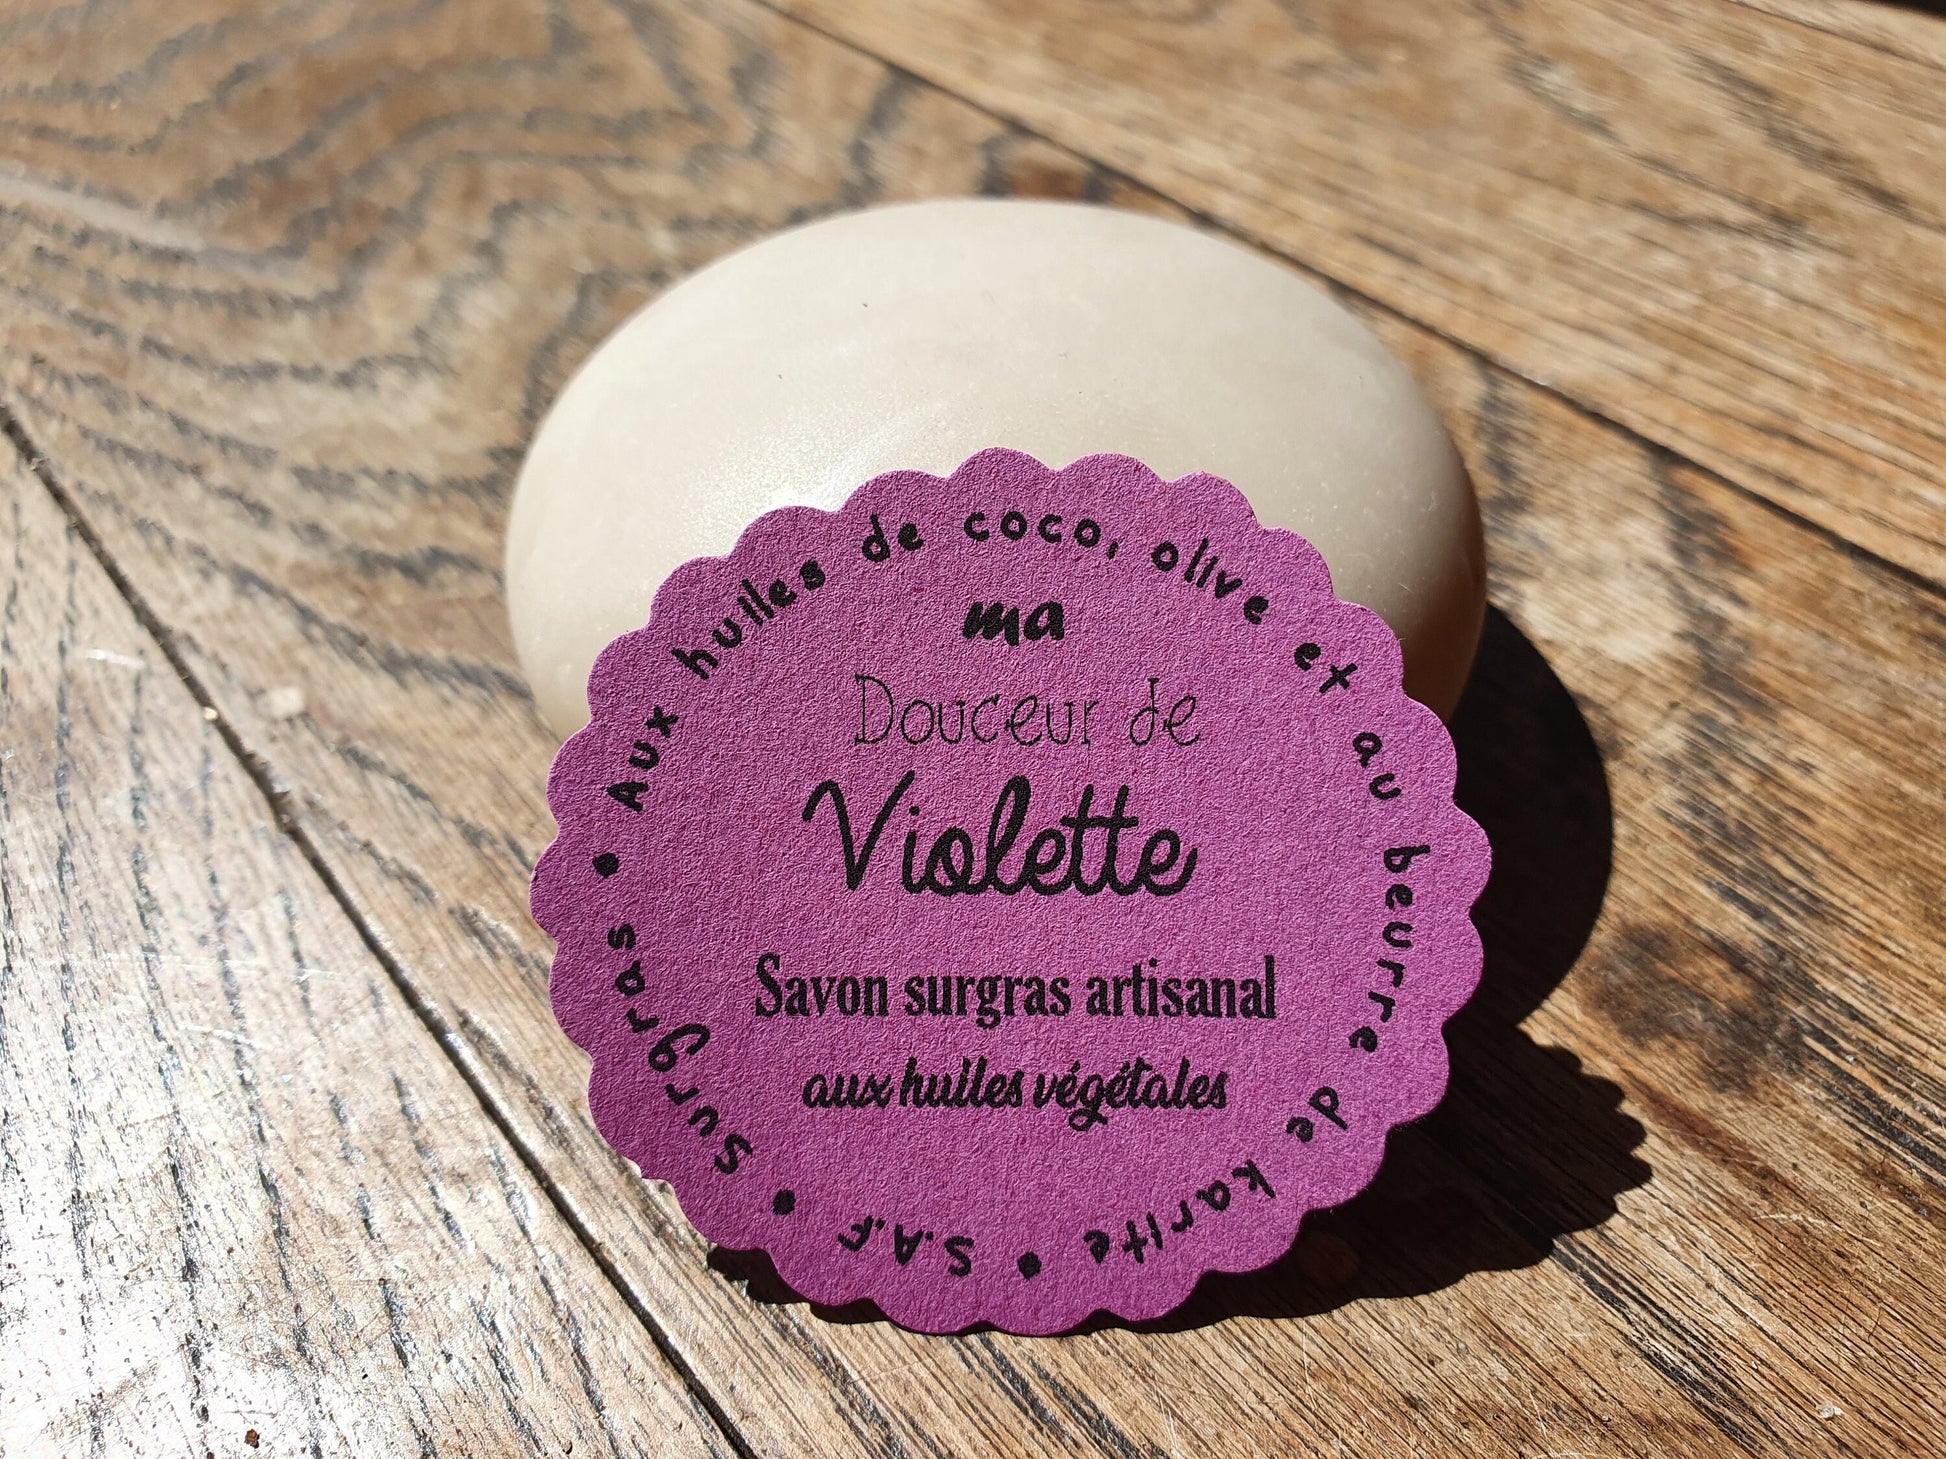 ma
Douceur de
Violette
Savon surgras artisanal
aux huiles végétales
Aux huiles de coco, olive et au beurre de karite • S.A.F • Surgras •